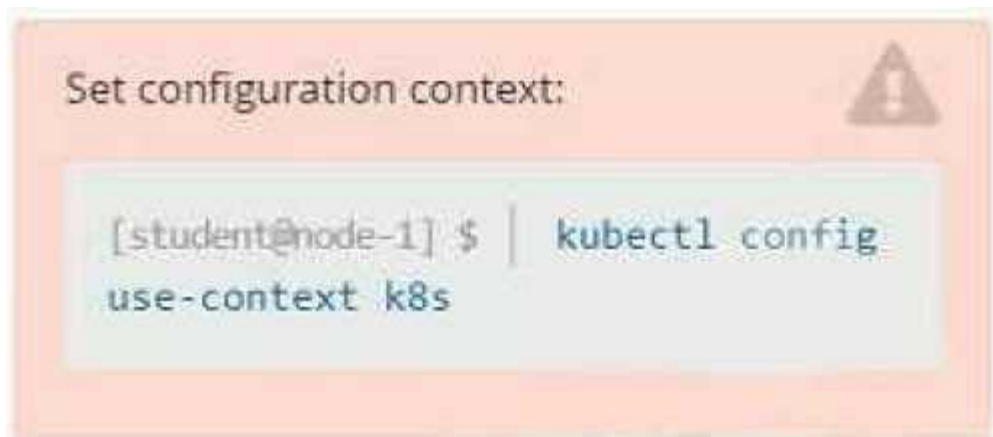 Set configuration context:
[student@node-1] $ | kubectl config
use-context k8s